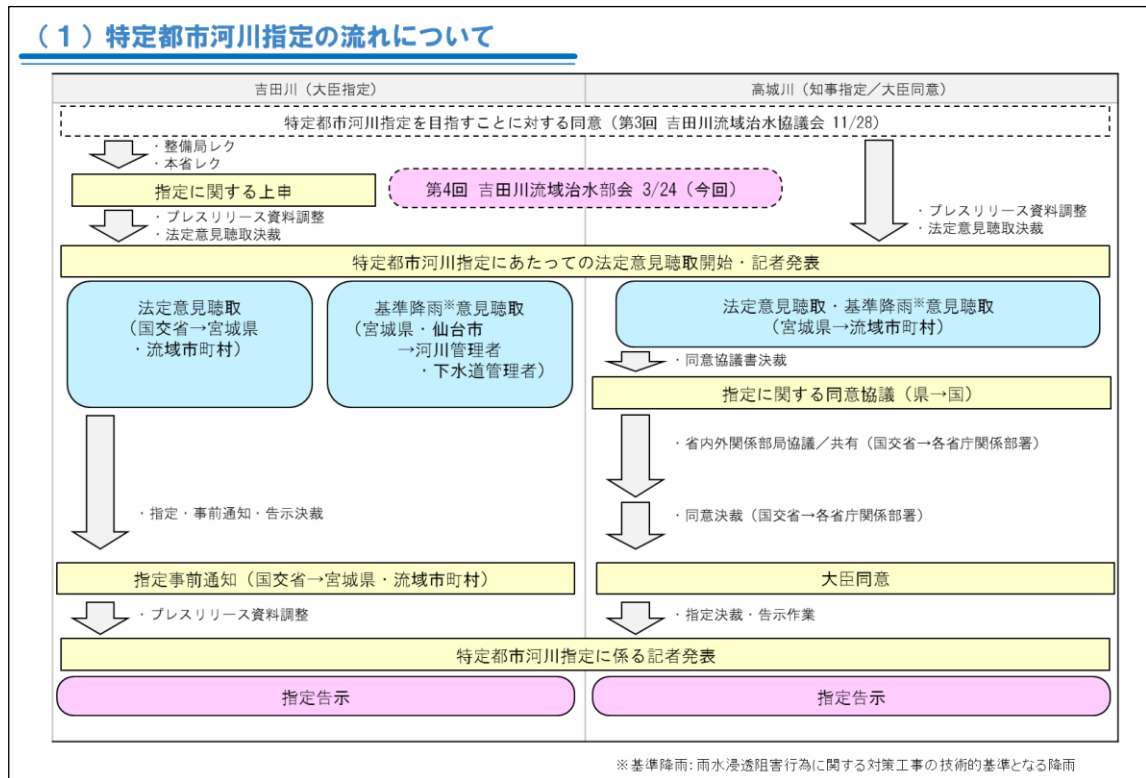 （1）特定都市河川指定の流れについて
吉田川（大臣指定）
高城川（知事指定／大臣同意）
特定都市河川指定を目指すことに対する同意（第3回 吉田川流域治水協議会 11/28）
・整備局レク
・本省レク
指定に関する上申
第4回 吉田川流域治水部会 3/24（今回）
・プレスリリース資料調整
・法定意見聴取決裁
・プレスリリース資料調整
・法定意見聴取決裁
特定都市河川指定にあたっての法定意見聴取開始・記者発表
法定意見聴取
（国交省→宮城県
・流域市町村）
基準降雨※意見聴取
（宮城県・仙台市
→河川管理者
・下水道管理者）
法定意見聴取・基準降雨※意見聴取
（宮城県→流域市町村）
・同意協議書決裁
指定に関する同意協議（県→国）
・省内外関係部局協議／共有（国交省→各省庁関係部署）
・指定・事前通知・告示決裁
・同意決裁（国交省→各省庁関係部署）
指定事前通知（国交省→宮城県・流域市町村）
大臣同意
・プレスリリース資料調整
・指定決裁・告示作業
特定都市河川指定に係る記者発表
指定告示
指定告示
※基準降雨：雨水浸透阻害行為に関する対策工事の技術的基準となる降雨